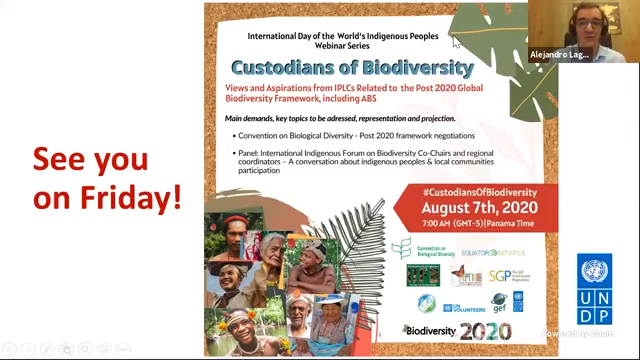 International Day of the World's Indigenous Peoples
Webinar Series
Custodians of Biodiversity
Views and Aspirations from IPLCs Related to the Post 2020 Global
Biodiversity Framework, including ABS
Main demands, key topics to be adressed, representation and projection.
• Convention on Biological Diversity - Post 2020 framework negotiations
• Panel: International Indigenous Forum on Biodiversity Co-Chairs and regional
coordinators – A conversation about indigenous peoples & local communities
participation
See you
on Friday!
#CustodiansOfBiodiversity
August 7th, 2020
7:00 AM (GMT-5)|Panama Time
Convention on
Biological Diversity
EQUATOR INITIATIVE
SGP
UN
VOLUNTEERS
gef
Biodiversity 2020
Alejandro Lag...
U N
D P
Powered by Zoom